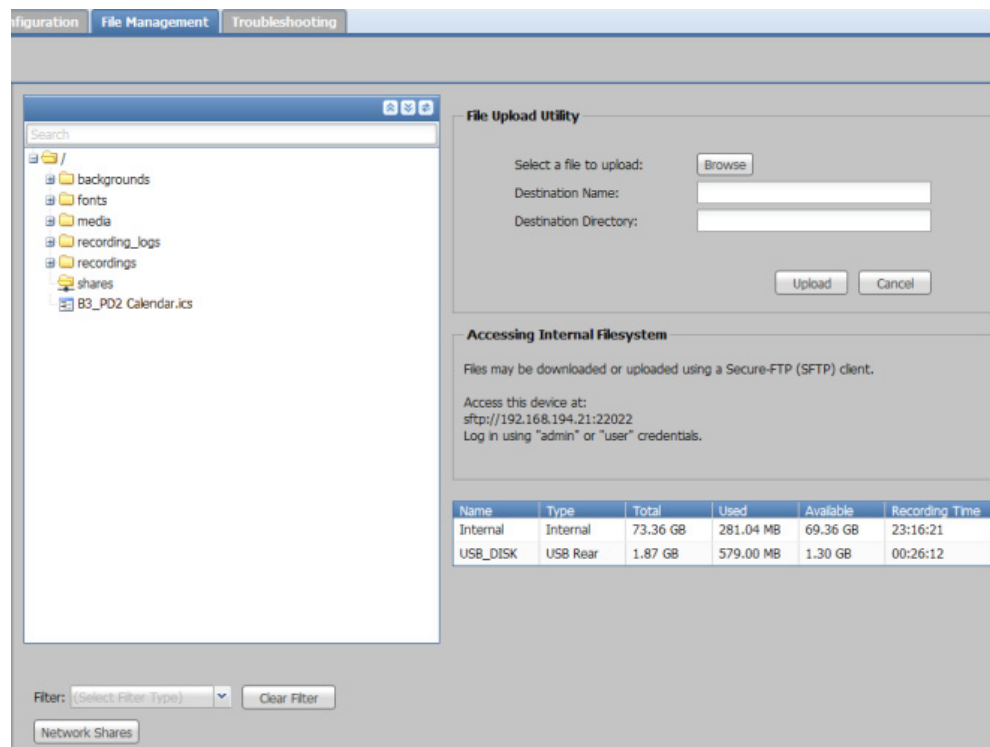 nfiguration File Management Troubleshooting
Search
/
backgrounds
fonts
media
recording_logs
recordings
shares
B3_PD2 Calendar.ics
Filter: (Select Filter Type) Clear Filter
Network Shares
File Upload Utility
Select a file to upload: Browse
Destination Name:
Destination Directory:
Upload Cancel
Accessing Internal Filesystem
Files may be downloaded or uploaded using a Secure-FTP (SFTP) client.
Access this device at:
sftp://192.168.194.21:22022
Log in using "admin" or "user" credentials.
Name Type Total Used Available Recording Time
Internal Internal 73.36 GB 281.04 MB 69.36 GB 23:16:21
USB_DISK USB Rear 1.87 GB 579.00 MB 1.30 GB 00:26:12